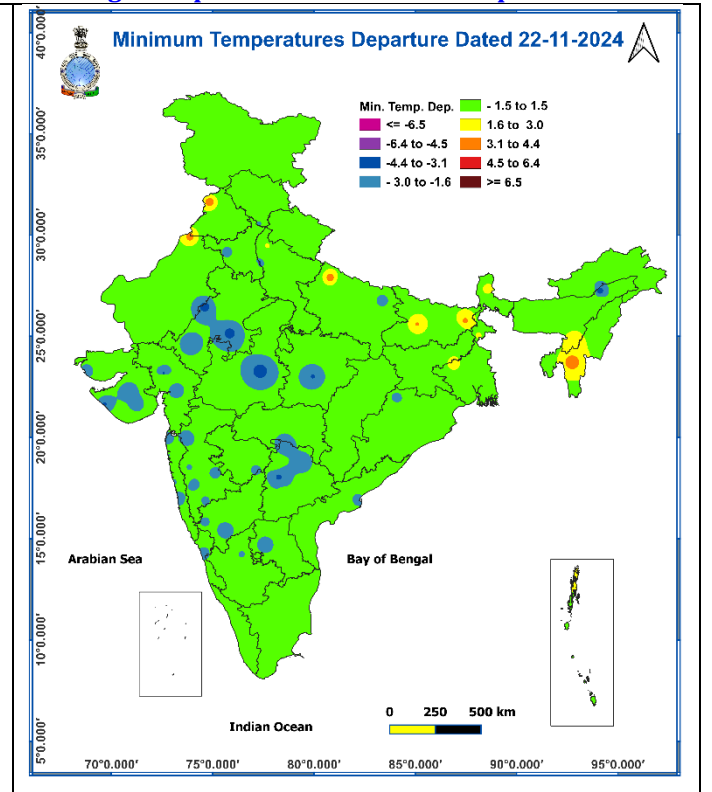 Minimum Temperatures Departure Dated 22-11-2024
Min. Temp. Dep.
<= -6.5
-6.4 to -4.5
-4.4 to -3.1
- 3.0 to -1.6
- 1.5 to 1.5
1.6 to 3.0
3.1 to 4.4
4.5 to 6.4
>= 6.5
40°0.000'
35°0.000'
30°0.000'
25°0.000'
20°0.000'
15°0.000'
10°0.000'
5°0.000'
Arabian Sea
Bay of Bengal
Indian Ocean
0 250 500 km
70°0.000' 75°0.000' 80°0.000' 85°0.000' 90°0.000' 95°0.000'